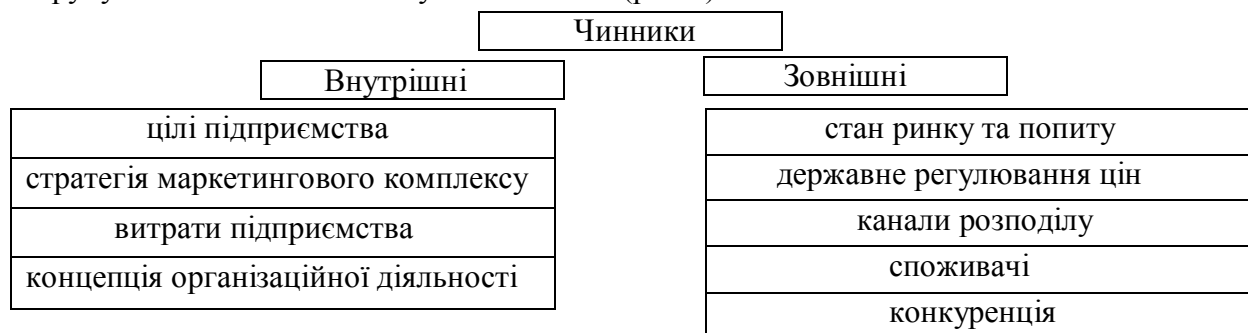 Чинники
Внутрішні
Зовнішні
цілі підприємства
стратегія маркетингового комплексу
витрати підприємства
концепція організаційної діяльності
стан ринку та попиту
державне регулювання цін
канали розподілу
споживачі
конкуренція